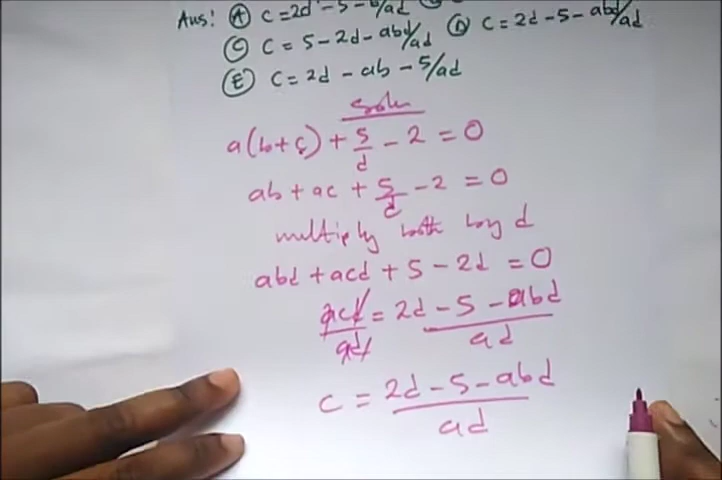 Ans: (A) C = 2d - 5 - b/ad
(C) C = 5 - 2d - abd/ad (D) C = 2d - 5 - abd/ad
(E) C = 2d - ab - 5/ad
Soln
a(b+c) + 5/d - 2 = 0
ab + ac + 5/d - 2 = 0
multiply both by d
abd + acd + 5 - 2d = 0
acd/ad = 2d - 5 - abd/ad
c = 2d - 5 - abd/ad